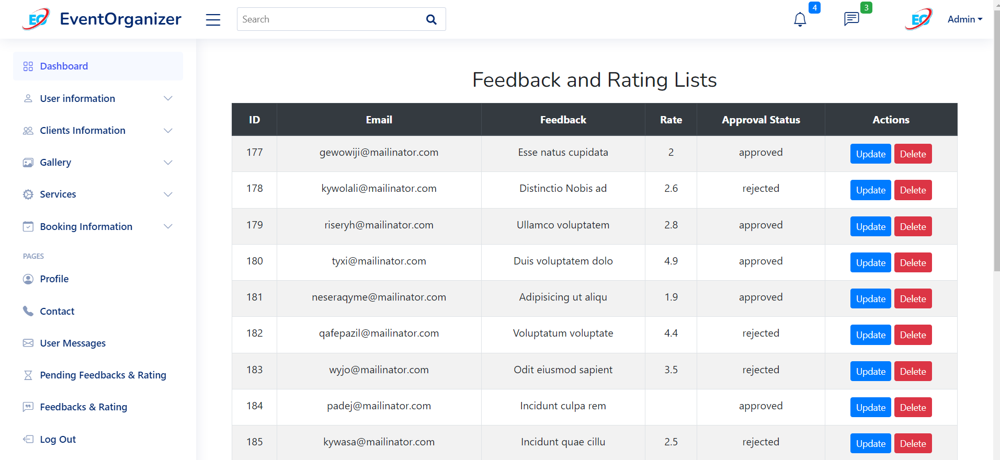 EO EventOrganizer
Search
4
3
EO
Admin
Dashboard
User information
Clients Information
Gallery
Services
Booking Information
PAGES
Profile
Contact
User Messages
Pending Feedbacks & Rating
Feedbacks & Rating
Log Out
Feedback and Rating Lists
ID Email Feedback Rate Approval Status Actions
177 gewowiji@mailinator.com Esse natus cupidata 2 approved Update Delete
178 kywolali@mailinator.com Distinctio Nobis ad 2.6 rejected Update Delete
179 riseryh@mailinator.com Ullamco voluptatem 2.8 approved Update Delete
180 tyxi@mailinator.com Duis voluptatem dolo 4.9 approved Update Delete
181 neseraqyme@mailinator.com Adipisicing ut aliqu 1.9 approved Update Delete
182 qafepazil@mailinator.com Voluptatum voluptate 4.4 rejected Update Delete
183 wyjo@mailinator.com Odit eiusmod sapient 3.5 rejected Update Delete
184 padej@mailinator.com Incidunt culpa rem approved Update Delete
185 kywasa@mailinator.com Incidunt quae cillu 2.5 rejected Update Delete